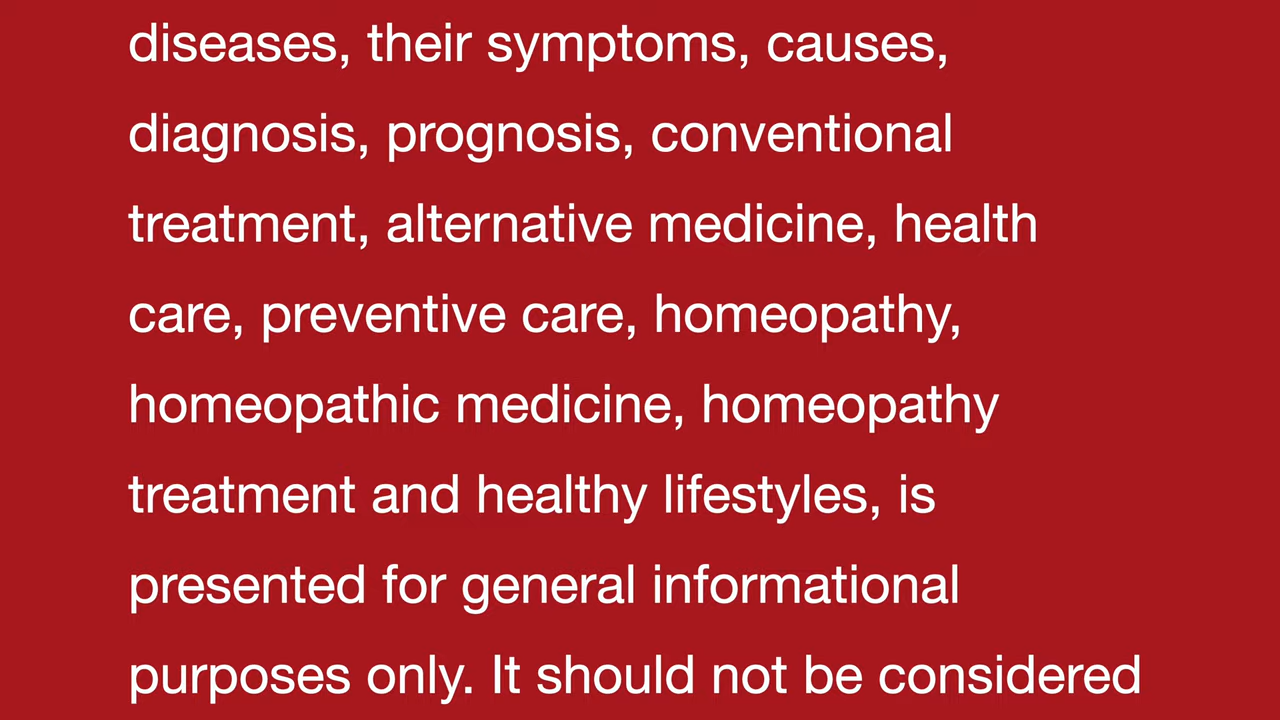 diseases, their symptoms, causes,
diagnosis, prognosis, conventional
treatment, alternative medicine, health
care, preventive care, homeopathy,
homeopathic medicine, homeopathy
treatment and healthy lifestyles, is
presented for general informational
purposes only. It should not be considered